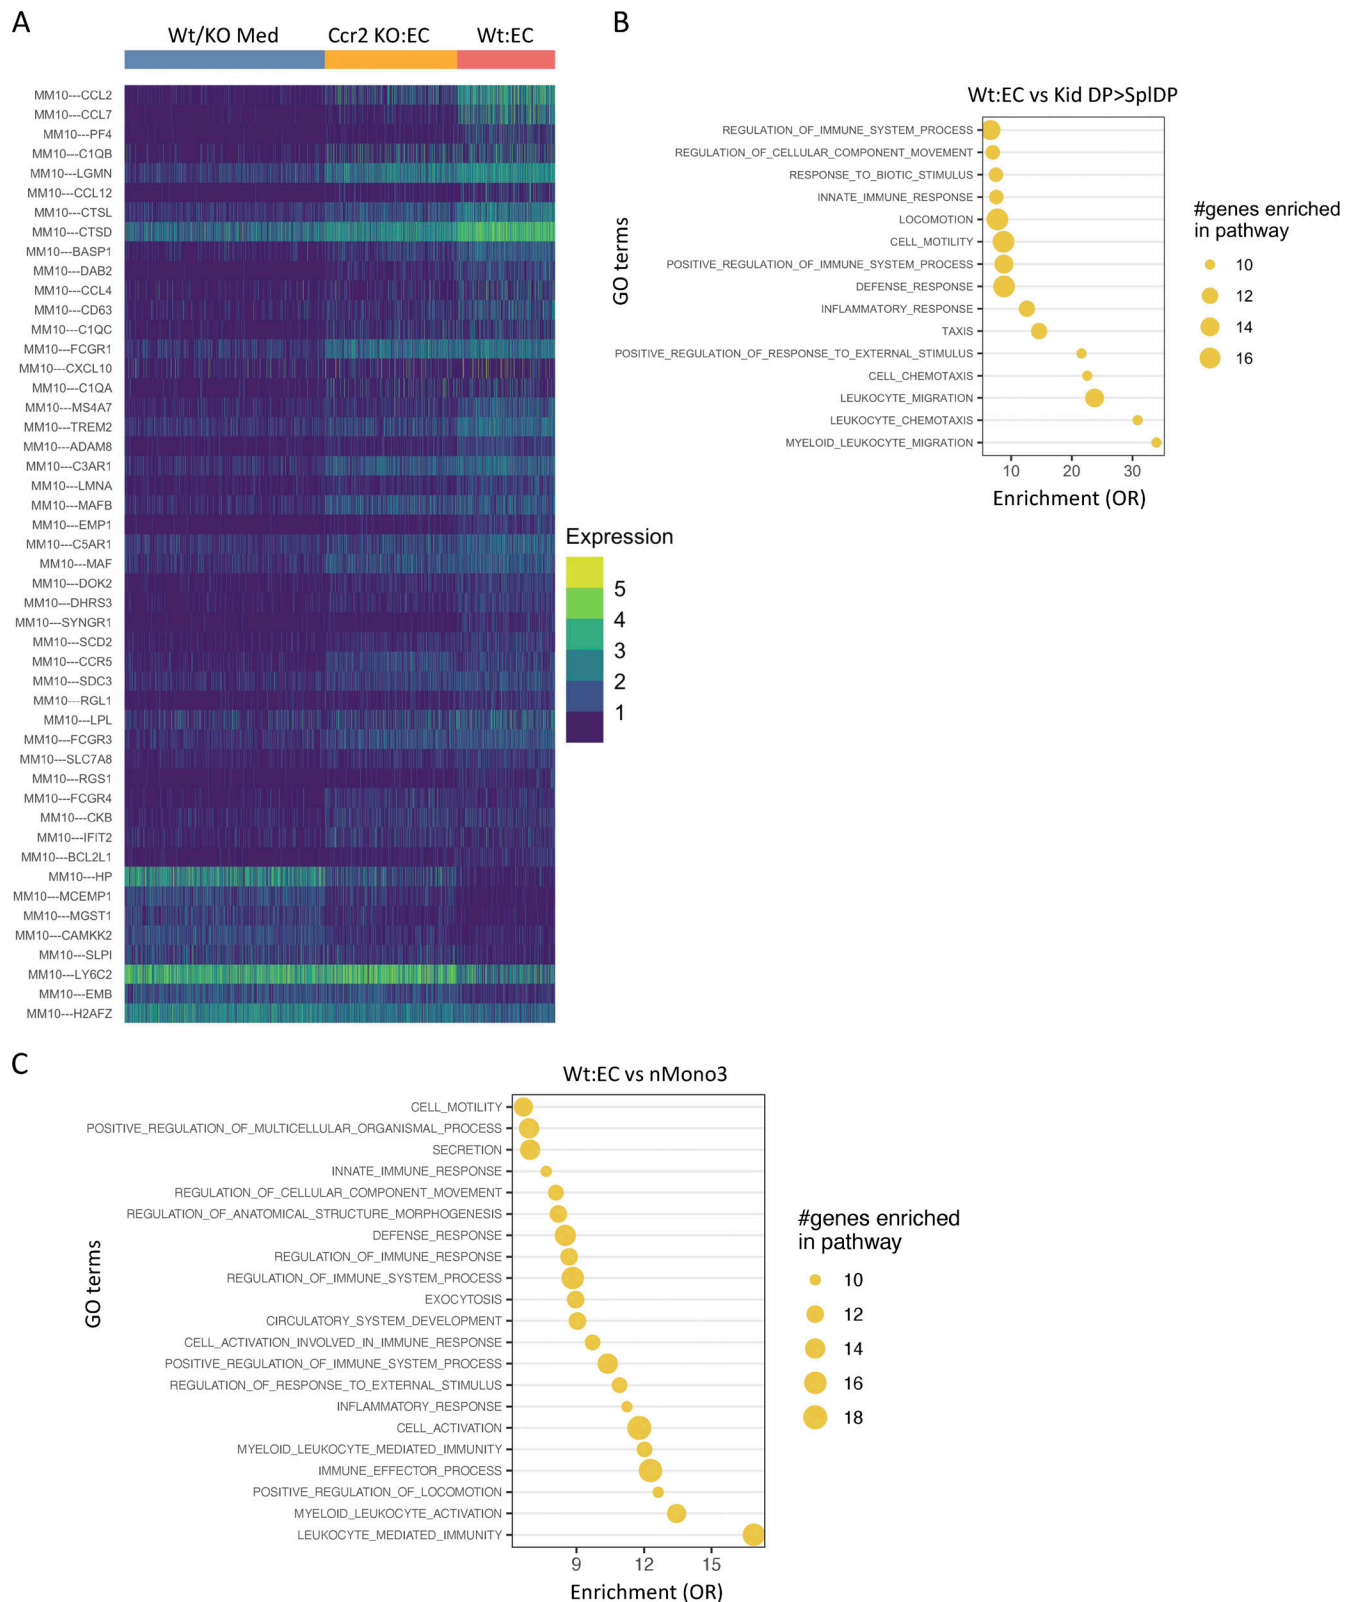 A
Wt/KO Med
Ccr2 KO:EC
Wt:EC
MM10---CCL2
MM10---CCL7
MM10---PF4
MM10---C1QB
MM10---LGMN
MM10---CCL12
MM10---CTSL
MM10---CTSD
MM10---BASP1
MM10---DAB2
MM10---CCL4
MM10---CD63
MM10---C1QC
MM10---FCGR1
MM10---CXCL10
MM10---C1QA
MM10---MS4A7
MM10---TREM2
MM10---ADAM8
MM10---C3AR1
MM10---LMNA
MM10---MAFB
MM10---EMP1
MM10---C5AR1
MM10---MAF
MM10---DOK2
MM10---DHRS3
MM10---SYNGR1
MM10---SCD2
MM10---CCR5
MM10---SDC3
MM10---RGL1
MM10---LPL
MM10---FCGR3
MM10---SLC7A8
MM10---RGS1
MM10---FCGR4
MM10---CKB
MM10---IFIT2
MM10---BCL2L1
MM10---HP
MM10---MCEMP1
MM10---MGST1
MM10---CAMKK2
MM10---SLPI
MM10---LY6C2
MM10---EMB
MM10---H2AFZ
Expression
5
4
3
2
1
B
Wt:EC vs Kid DP>SplDP
GO terms
REGULATION_OF_IMMUNE_SYSTEM_PROCESS
REGULATION_OF_CELLULAR_COMPONENT_MOVEMENT
RESPONSE_TO_BIOTIC_STIMULUS
INNATE_IMMUNE_RESPONSE
LOCOMOTION
CELL_MOTILITY
POSITIVE_REGULATION_OF_IMMUNE_SYSTEM_PROCESS
DEFENSE_RESPONSE
INFLAMMATORY_RESPONSE
TAXIS
POSITIVE_REGULATION_OF_RESPONSE_TO_EXTERNAL_STIMULUS
CELL_CHEMOTAXIS
LEUKOCYTE_MIGRATION
LEUKOCYTE_CHEMOTAXIS
MYELOID_LEUKOCYTE_MIGRATION
10 20 30
Enrichment (OR)
#genes enriched
in pathway
10
12
14
16
C
Wt:EC vs nMono3
GO terms
CELL_MOTILITY
POSITIVE_REGULATION_OF_MULTICELLULAR_ORGANISMAL_PROCESS
SECRETION
INNATE_IMMUNE_RESPONSE
REGULATION_OF_CELLULAR_COMPONENT_MOVEMENT
REGULATION_OF_ANATOMICAL_STRUCTURE_MORPHOGENESIS
DEFENSE_RESPONSE
REGULATION_OF_IMMUNE_RESPONSE
REGULATION_OF_IMMUNE_SYSTEM_PROCESS
EXOCYTOSIS
CIRCULATORY_SYSTEM_DEVELOPMENT
CELL_ACTIVATION_INVOLVED_IN_IMMUNE_RESPONSE
POSITIVE_REGULATION_OF_IMMUNE_SYSTEM_PROCESS
REGULATION_OF_RESPONSE_TO_EXTERNAL_STIMULUS
INFLAMMATORY_RESPONSE
CELL_ACTIVATION
MYELOID_LEUKOCYTE_MEDIATED_IMMUNITY
IMMUNE_EFFECTOR_PROCESS
POSITIVE_REGULATION_OF_LOCOMOTION
MYELOID_LEUKOCYTE_ACTIVATION
LEUKOCYTE_MEDIATED_IMMUNITY
9 12 15
Enrichment (OR)
#genes enriched
in pathway
10
12
14
16
18